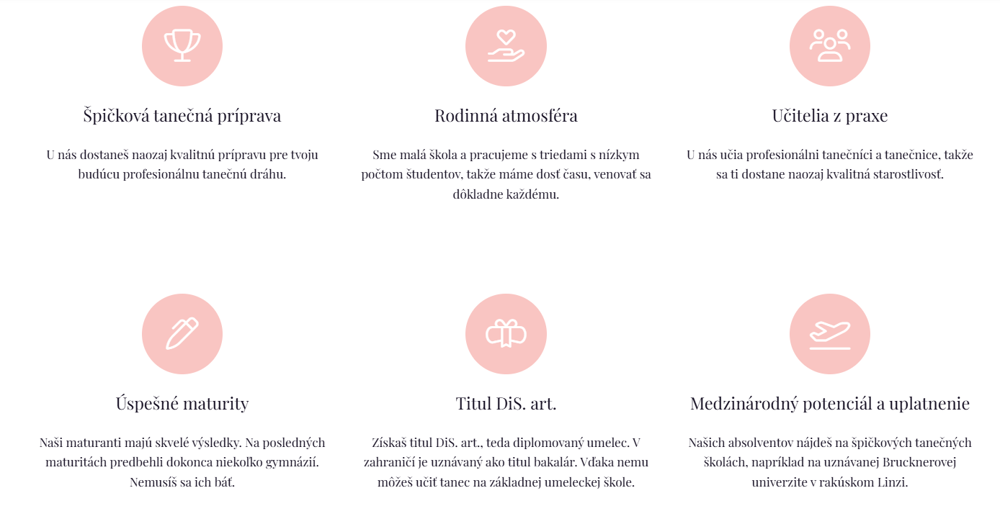 Špičková tanečná príprava
U nás dostaneš naozaj kvalitnú prípravu pre tvoju
budúcu profesionálnu tanečnú dráhu.
Rodinná atmosféra
Sme malá škola a pracujeme s triedami s nízkym
počtom študentov, takže máme dosť času, venovať sa
dôkladne každému.
Učitelia z praxe
U nás učia profesionálni tanečníci a tanečnice, takže
sa ti dostane naozaj kvalitná starostlivosť.
Úspešné maturity
Naši maturanti majú skvelé výsledky. Na posledných
maturitách predbehli dokonca niekoľko gymnázií.
Nemusíš sa ich báť.
Titul DiS. art.
Získaš titul DiS. art., teda diplomovaný umelec. V
zahraničí je uznávaný ako titul bakalár. Vďaka nemu
môžeš učiť tanec na základnej umeleckej škole.
Medzinárodný potenciál a uplatnenie
Našich absolventov nájdeš na špičkových tanečných
školách, napríklad na uznávanej Brucknerovej
univerzite v rakúskom Linzi.